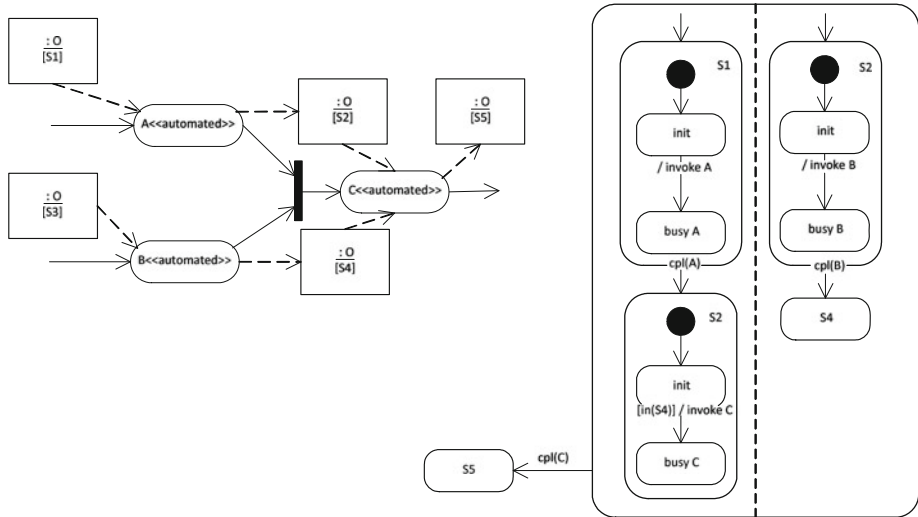 : O
[S1]
A<<automated>>
: O
[S2]
: O
[S5]
C<<automated>>
: O
[S3]
B<<automated>>
: O
[S4]
S1
init
/ invoke A
busy A
cpl(A)
S2
init
[in(S4)] / invoke C
busy C
S2
init
/ invoke B
busy B
cpl(B)
S4
cpl(C)
S5